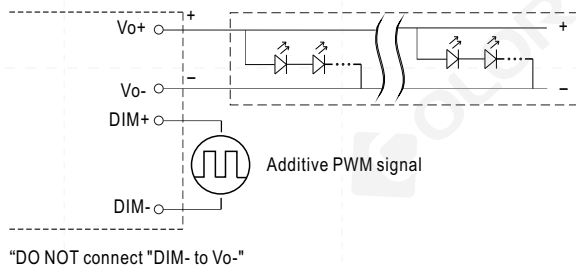 Vo+
+
+
Vo-
−
−
DIM+
Additive PWM signal
DIM-
“DO NOT connect "DIM- to Vo-"